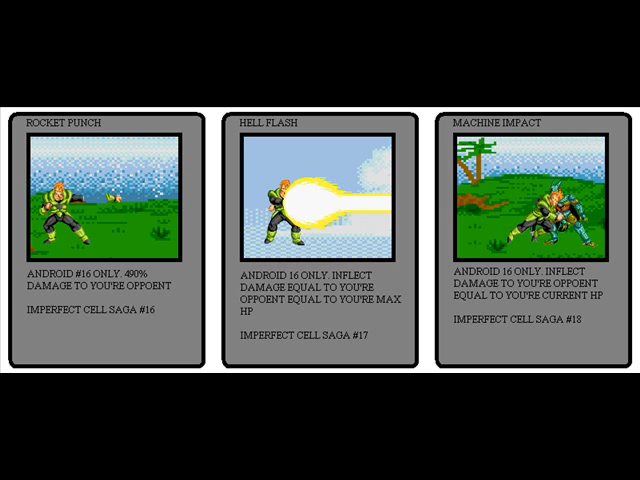 ROCKET PUNCH
ANDROID #16 ONLY. 490%
DAMAGE TO YOU'RE OPPOENT
IMPERFECT CELL SAGA #16
HELL FLASH
ANDROID 16 ONLY. INFLECT
DAMAGE EQUAL TO YOU'RE
OPPOENT EQUAL TO YOU'RE MAX
HP
IMPERFECT CELL SAGA #17
MACHINE IMPACT
ANDROID 16 ONLY. INFLECT
DAMAGE TO YOU'RE OPPOENT
EQUAL TO YOU'RE CURRENT HP
IMPERFECT CELL SAGA #18